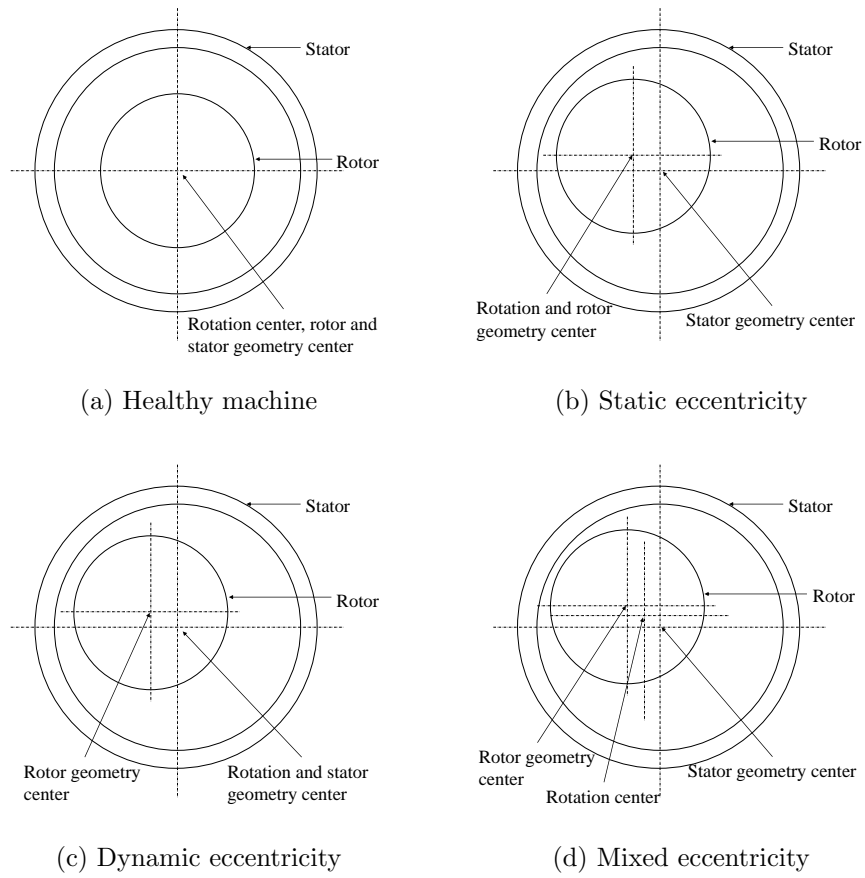 Stator
Rotor
Rotation center, rotor and
stator geometry center
(a) Healthy machine
Stator
Rotor
Rotation and rotor
geometry center
Stator geometry center
(b) Static eccentricity
Stator
Rotor
Rotor geometry
center
Rotation and stator
geometry center
(c) Dynamic eccentricity
Stator
Rotor
Rotor geometry
center
Rotation center
Stator geometry center
(d) Mixed eccentricity